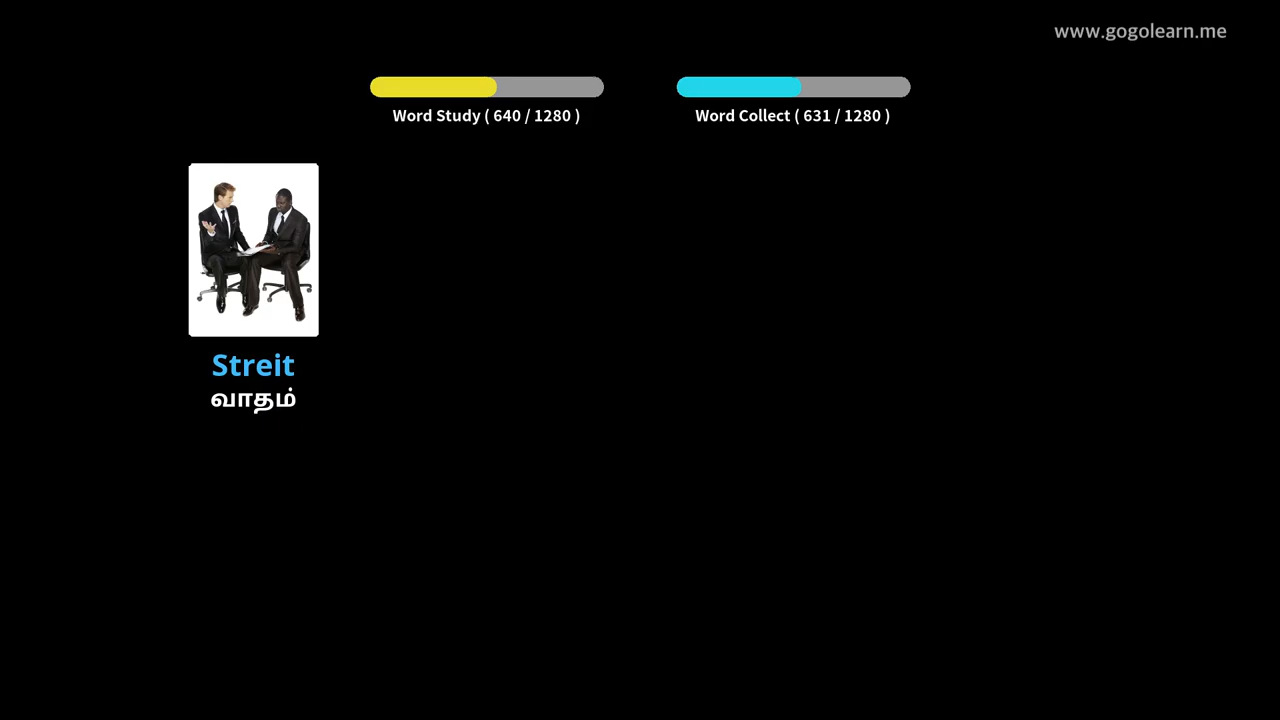 www.gogolearn.me
Word Study ( 640 / 1280 )
Word Collect ( 631 / 1280 )
Streit
வாதம்